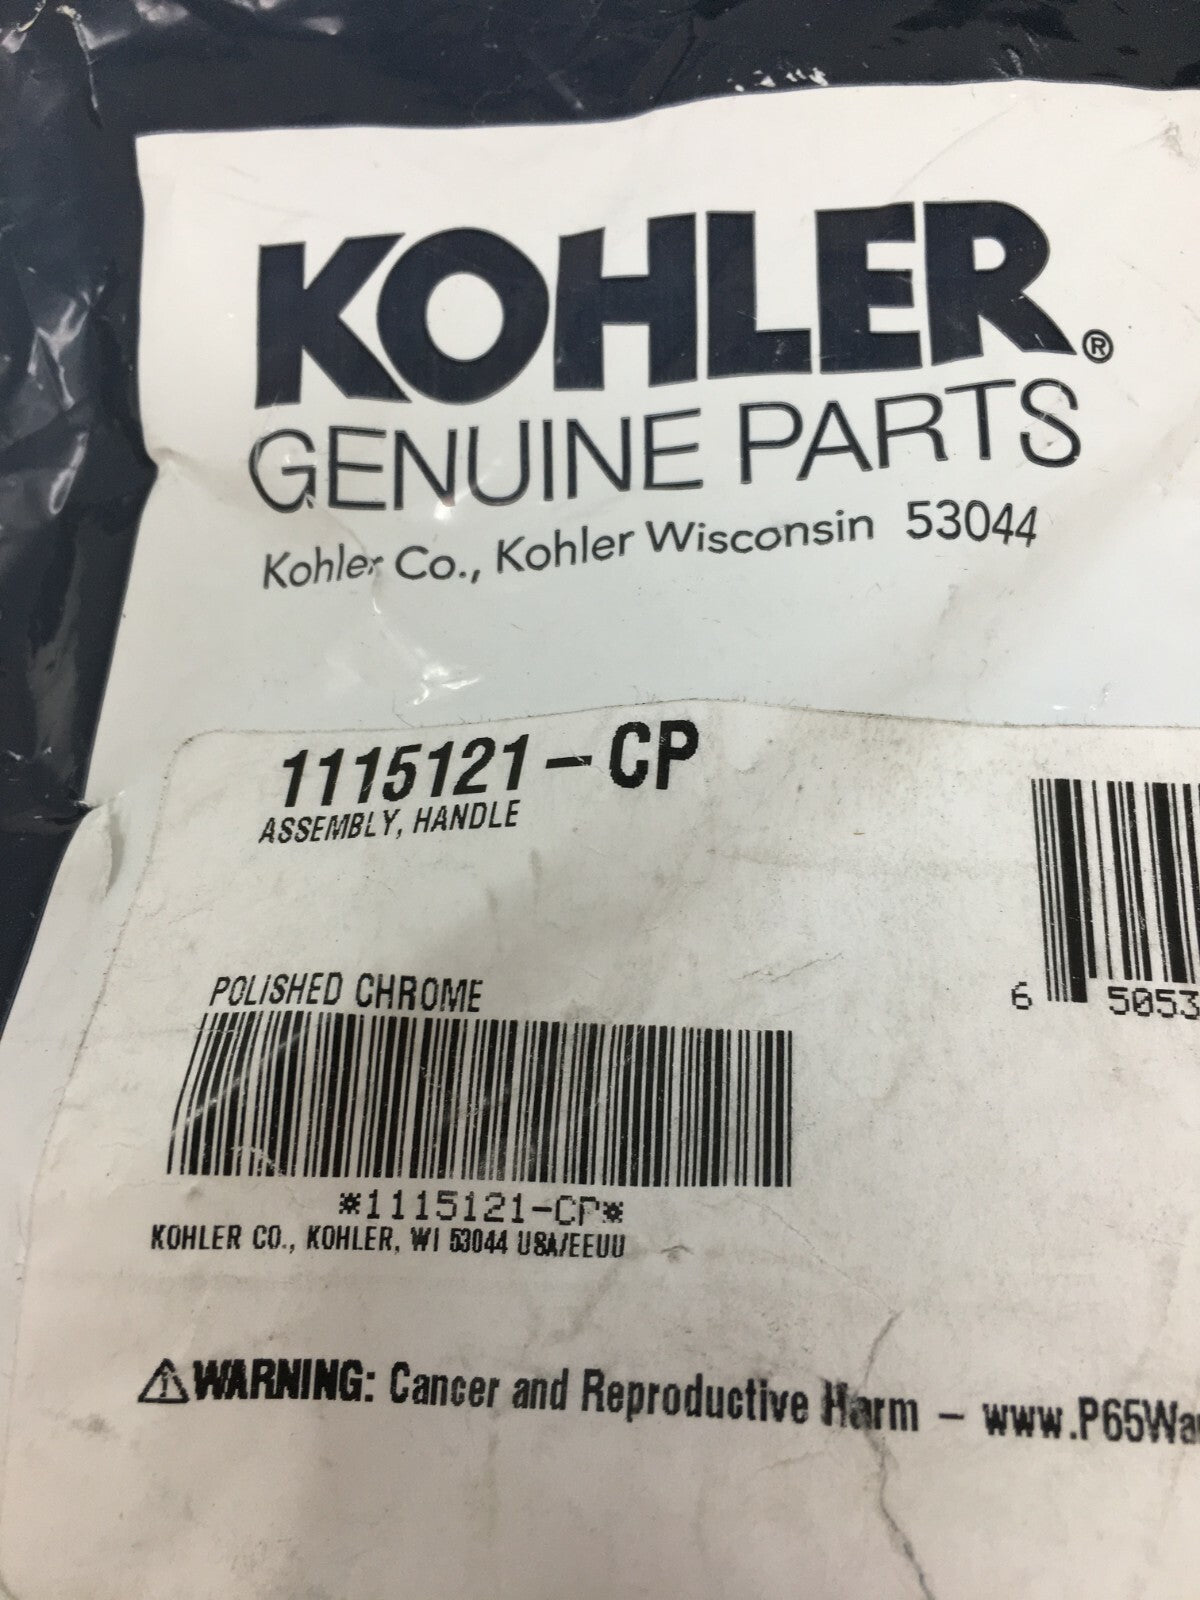 KOHLER®
GENUINE PARTS
Kohler Co., Kohler Wisconsin 53044
1115121-CP
ASSEMBLY, HANDLE
POLISHED CHROME
6 5053
*1115121-CP*
KOHLER CO., KOHLER, WI 53044 USA/EEUU
⚠WARNING: Cancer and Reproductive Harm – www.P65Wa